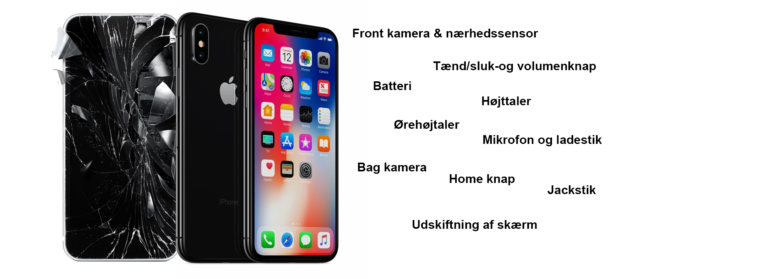 Front kamera & nærhedssensor
Tænd/sluk-og volumenknap
Batteri
Højttaler
Ørehøjtaler
Mikrofon og ladestik
Bag kamera
Home knap
Jackstik
Udskiftning af skærm